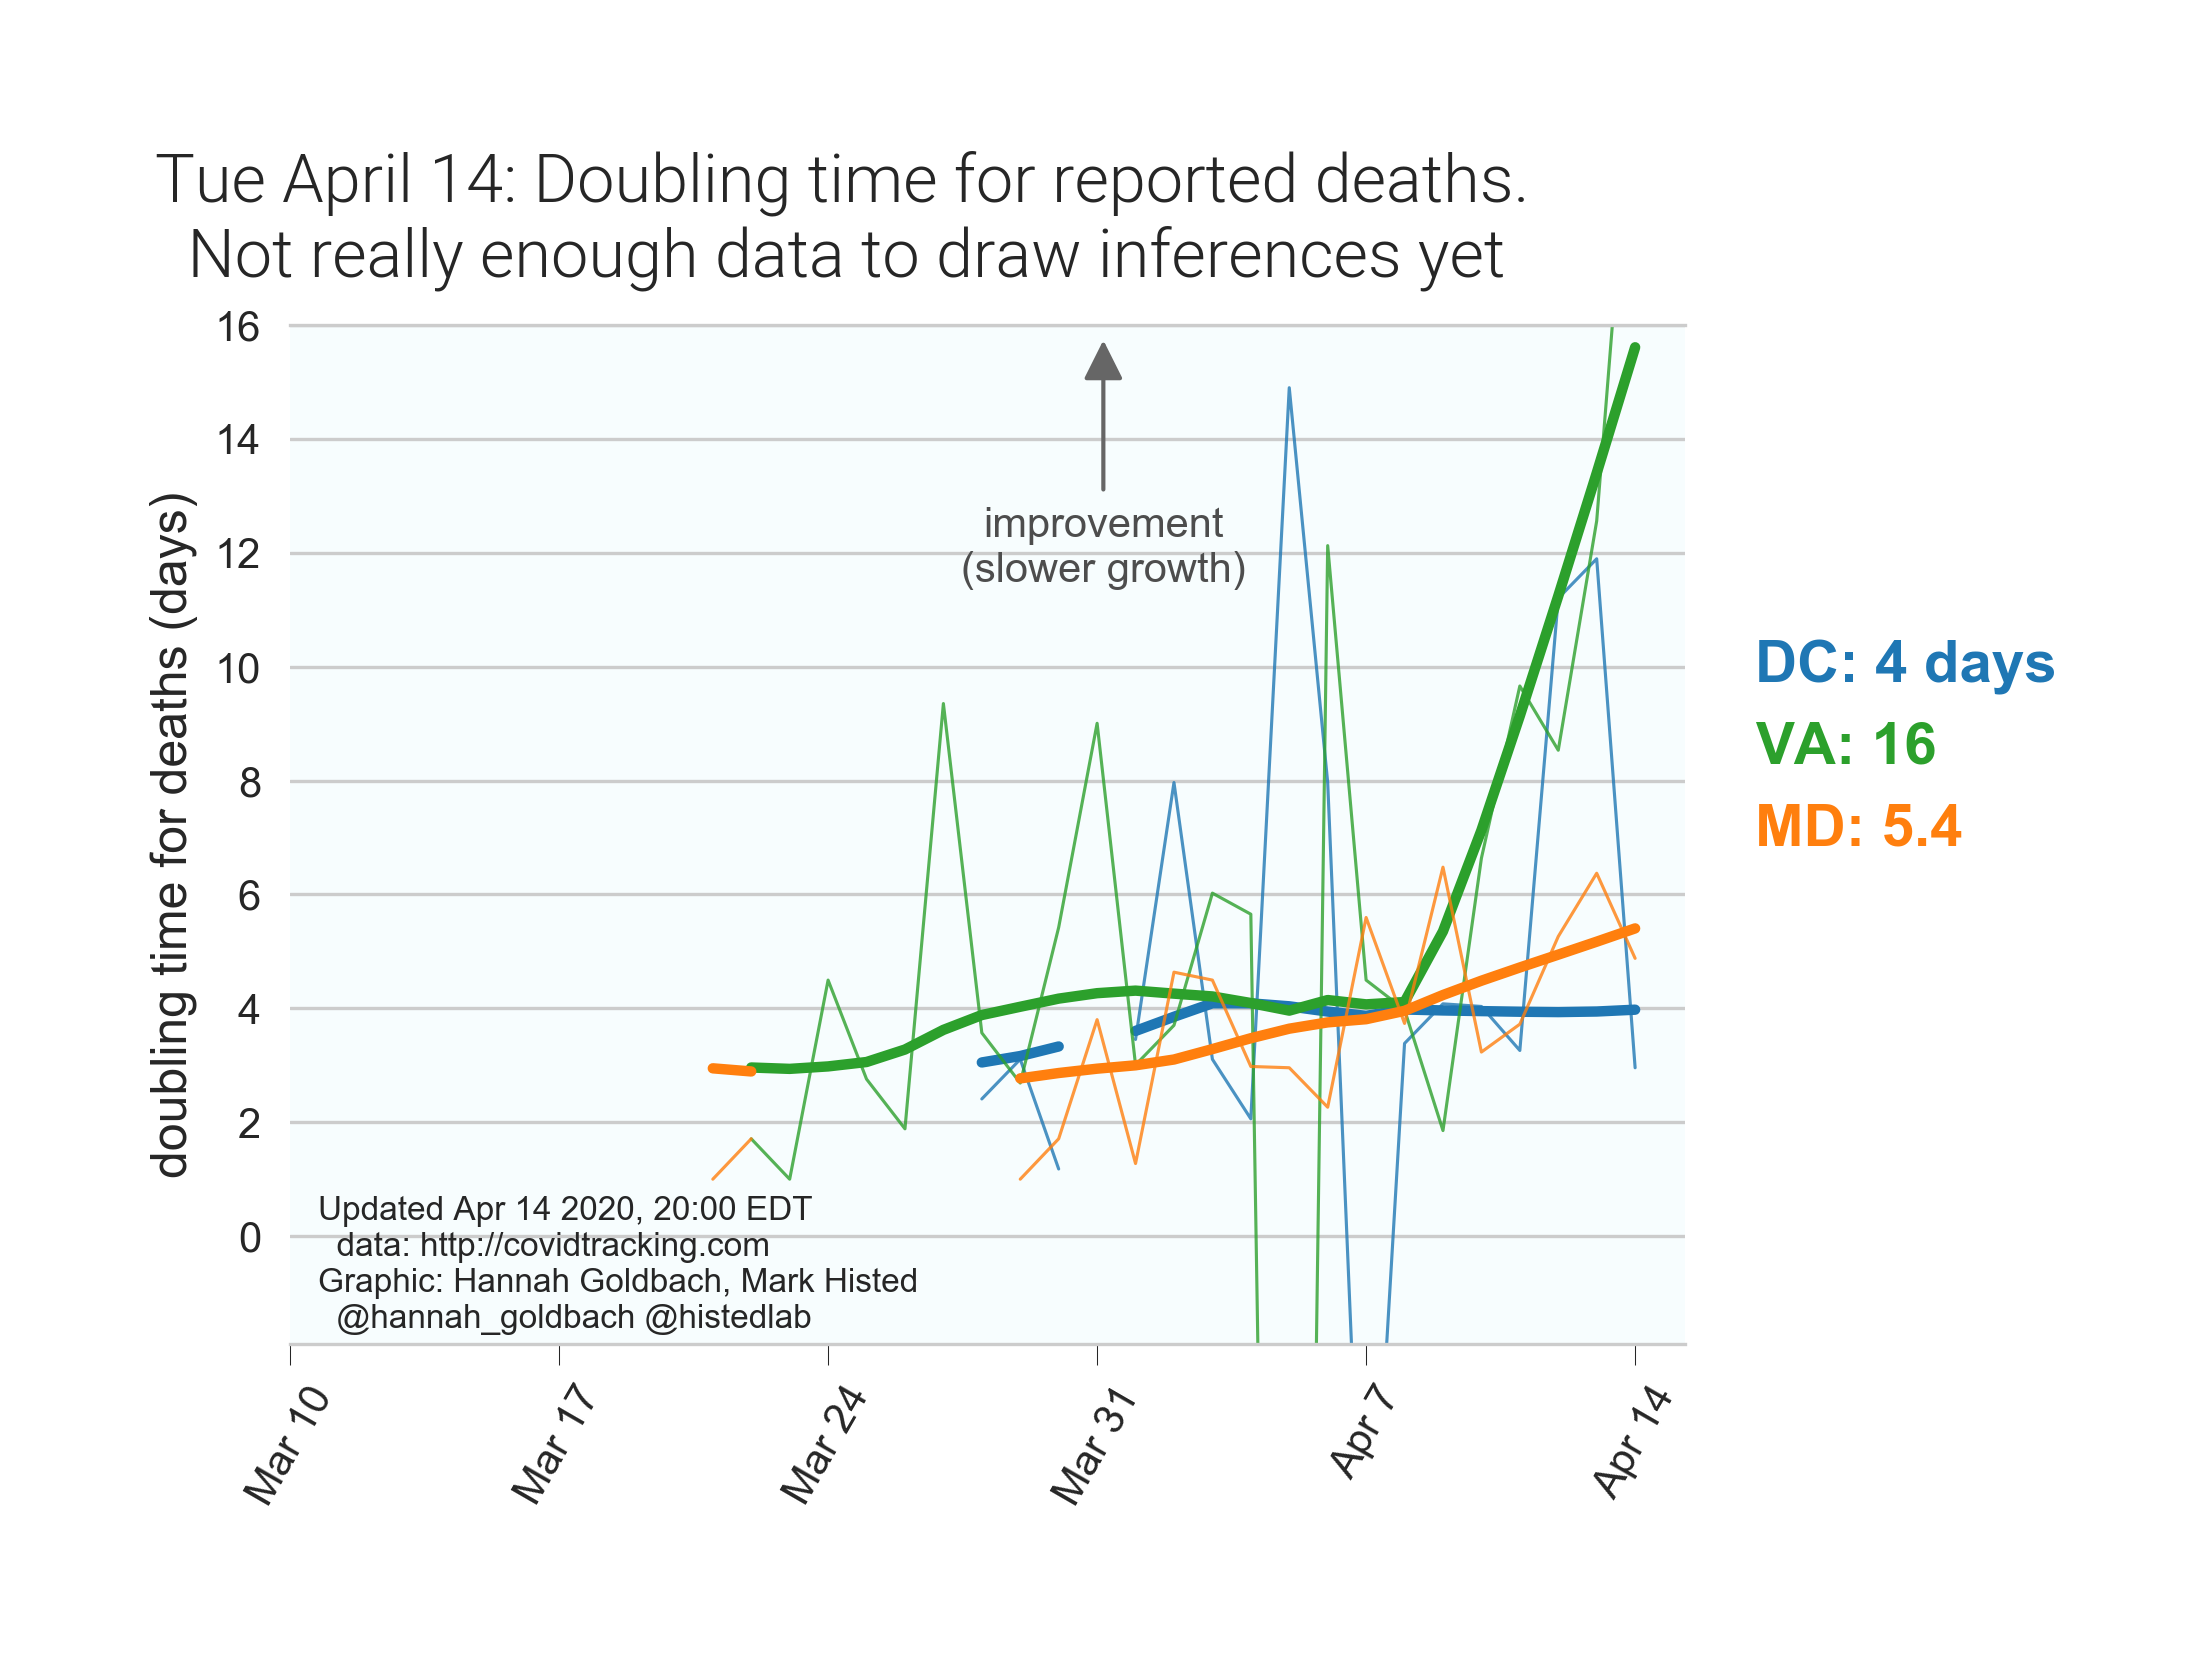 Tue April 14: Doubling time for reported deaths.
Not really enough data to draw inferences yet
doubling time for deaths (days)
16
14
12
10
8
6
4
2
0
improvement
(slower growth)
DC: 4 days
VA: 16
MD: 5.4
Updated Apr 14 2020, 20:00 EDT
data: http://covidtracking.com
Graphic: Hannah Goldbach, Mark Histed
@hannah_goldbach @histedlab
Mar 10
Mar 17
Mar 24
Mar 31
Apr 7
Apr 14